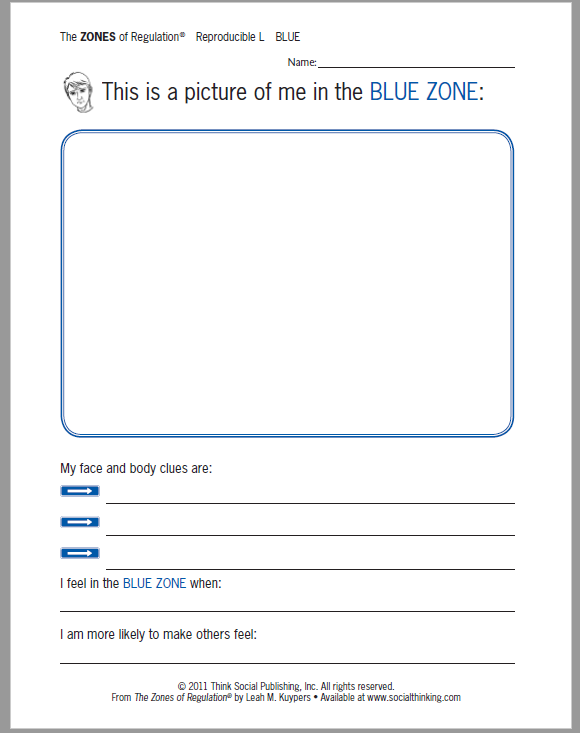 The ZONES of Regulation® Reproducible L BLUE
Name:
This is a picture of me in the BLUE ZONE:
My face and body clues are:
I feel in the BLUE ZONE when:
I am more likely to make others feel:
© 2011 Think Social Publishing, Inc. All rights reserved.
From The Zones of Regulation® by Leah M. Kuypers • Available at www.socialthinking.com